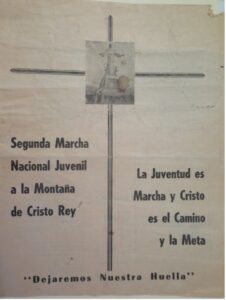 Segunda Marcha
Nacional Juvenil
a la Montaña
de Cristo Rey
La Juventud es
Marcha y Cristo
es el Camino
y la Meta
"Dejaremos Nuestra Huella"